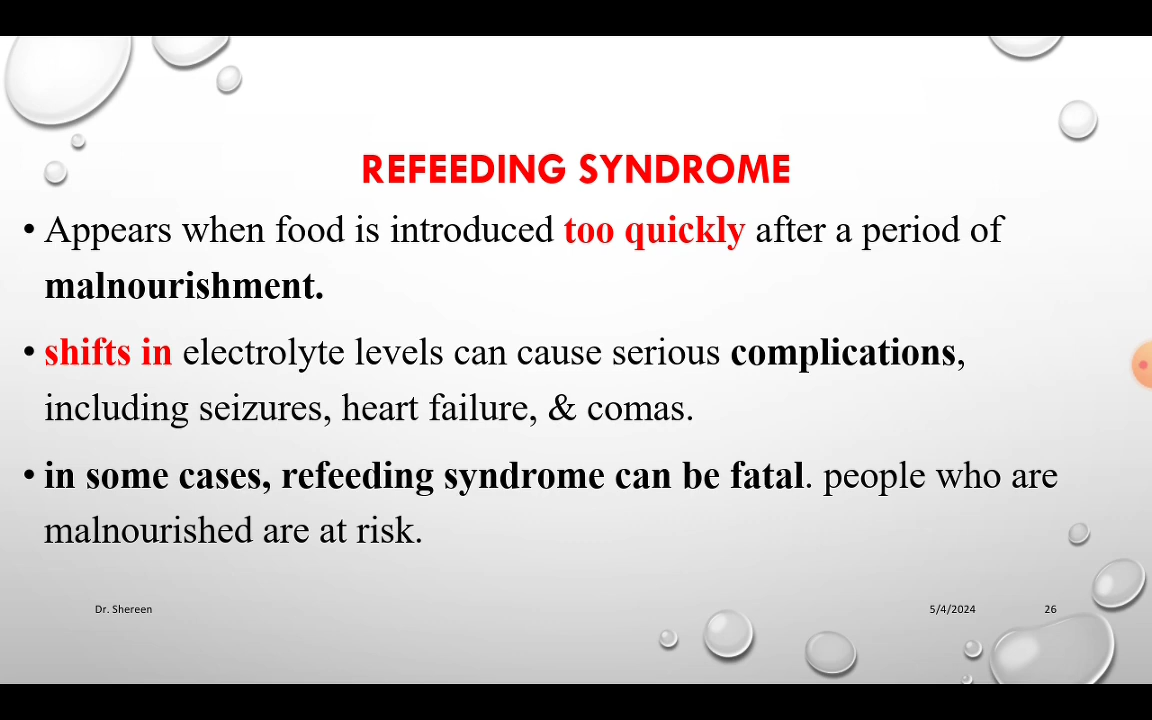 REFEEDING SYNDROME
• Appears when food is introduced too quickly after a period of
malnourishment.
• shifts in electrolyte levels can cause serious complications,
including seizures, heart failure, & comas.
• in some cases, refeeding syndrome can be fatal. people who are
malnourished are at risk.
Dr. Shereen 5/4/2024 26